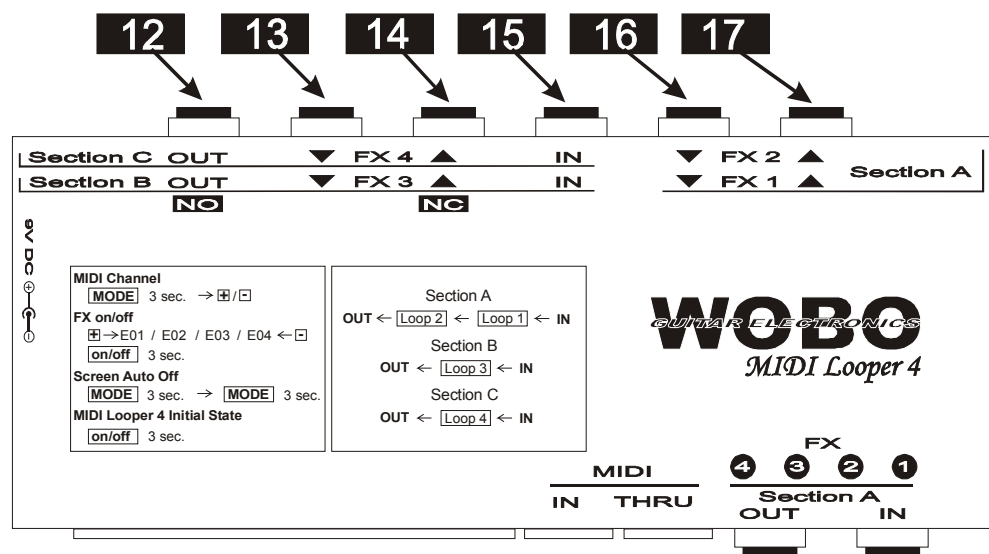 12 13 14 15 16 17
Section C OUT ▼ FX 4 ▲ IN ▼ FX 2 ▲
Section B OUT ▼ FX 3 ▲ IN ▼ FX 1 ▲
Section A
NO NC
9V DC ⊕ ⊖
MIDI Channel
MODE 3 sec. → + / -
FX on/off
+ → E01 / E02 / E03 / E04 ← -
on/off 3 sec.
Screen Auto Off
MODE 3 sec. → MODE 3 sec.
MIDI Looper 4 Initial State
on/off 3 sec.
Section A
OUT ← Loop 2 ← Loop 1 ← IN
Section B
OUT ← Loop 3 ← IN
Section C
OUT ← Loop 4 ← IN
WOBO
GUITAR ELECTRONICS
MIDI Looper 4
MIDI
IN THRU
FX
4 3 2 1
Section A
OUT IN